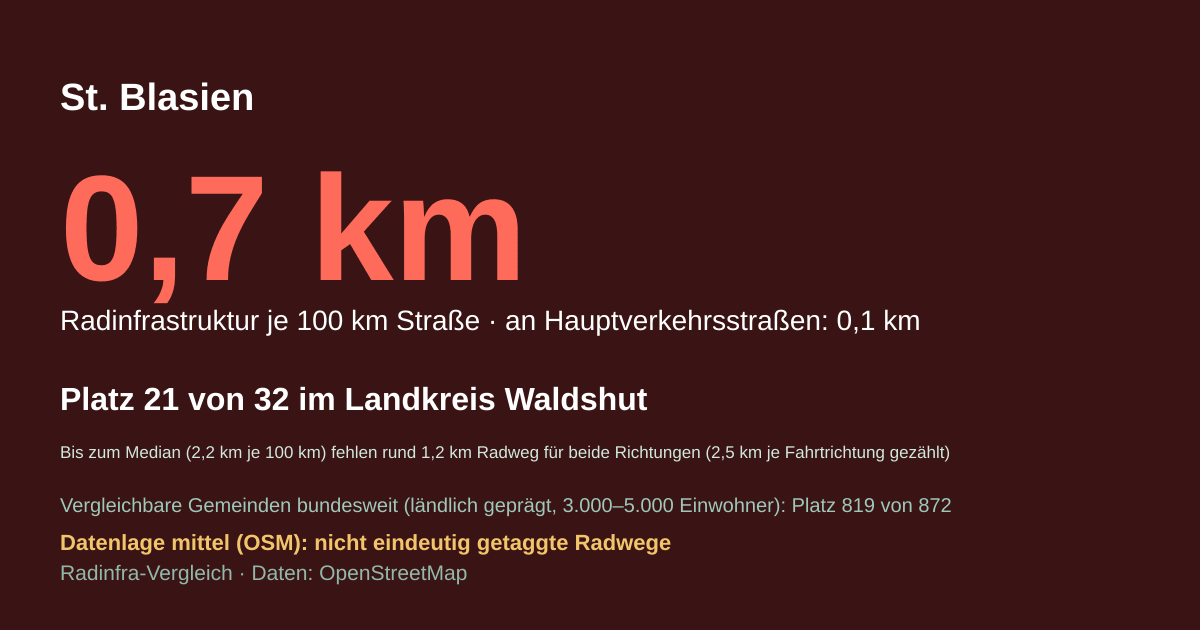 St. Blasien
0,7 km
Radinfrastruktur je 100 km Straße · an Hauptverkehrsstraßen: 0,1 km
Platz 21 von 32 im Landkreis Waldshut
Bis zum Median (2,2 km je 100 km) fehlen rund 1,2 km Radweg für beide Richtungen (2,5 km je Fahrtrichtung gezählt)
Vergleichbare Gemeinden bundesweit (ländlich geprägt, 3.000–5.000 Einwohner): Platz 819 von 872
Datenlage mittel (OSM): nicht eindeutig getaggte Radwege
Radinfra-Vergleich · Daten: OpenStreetMap